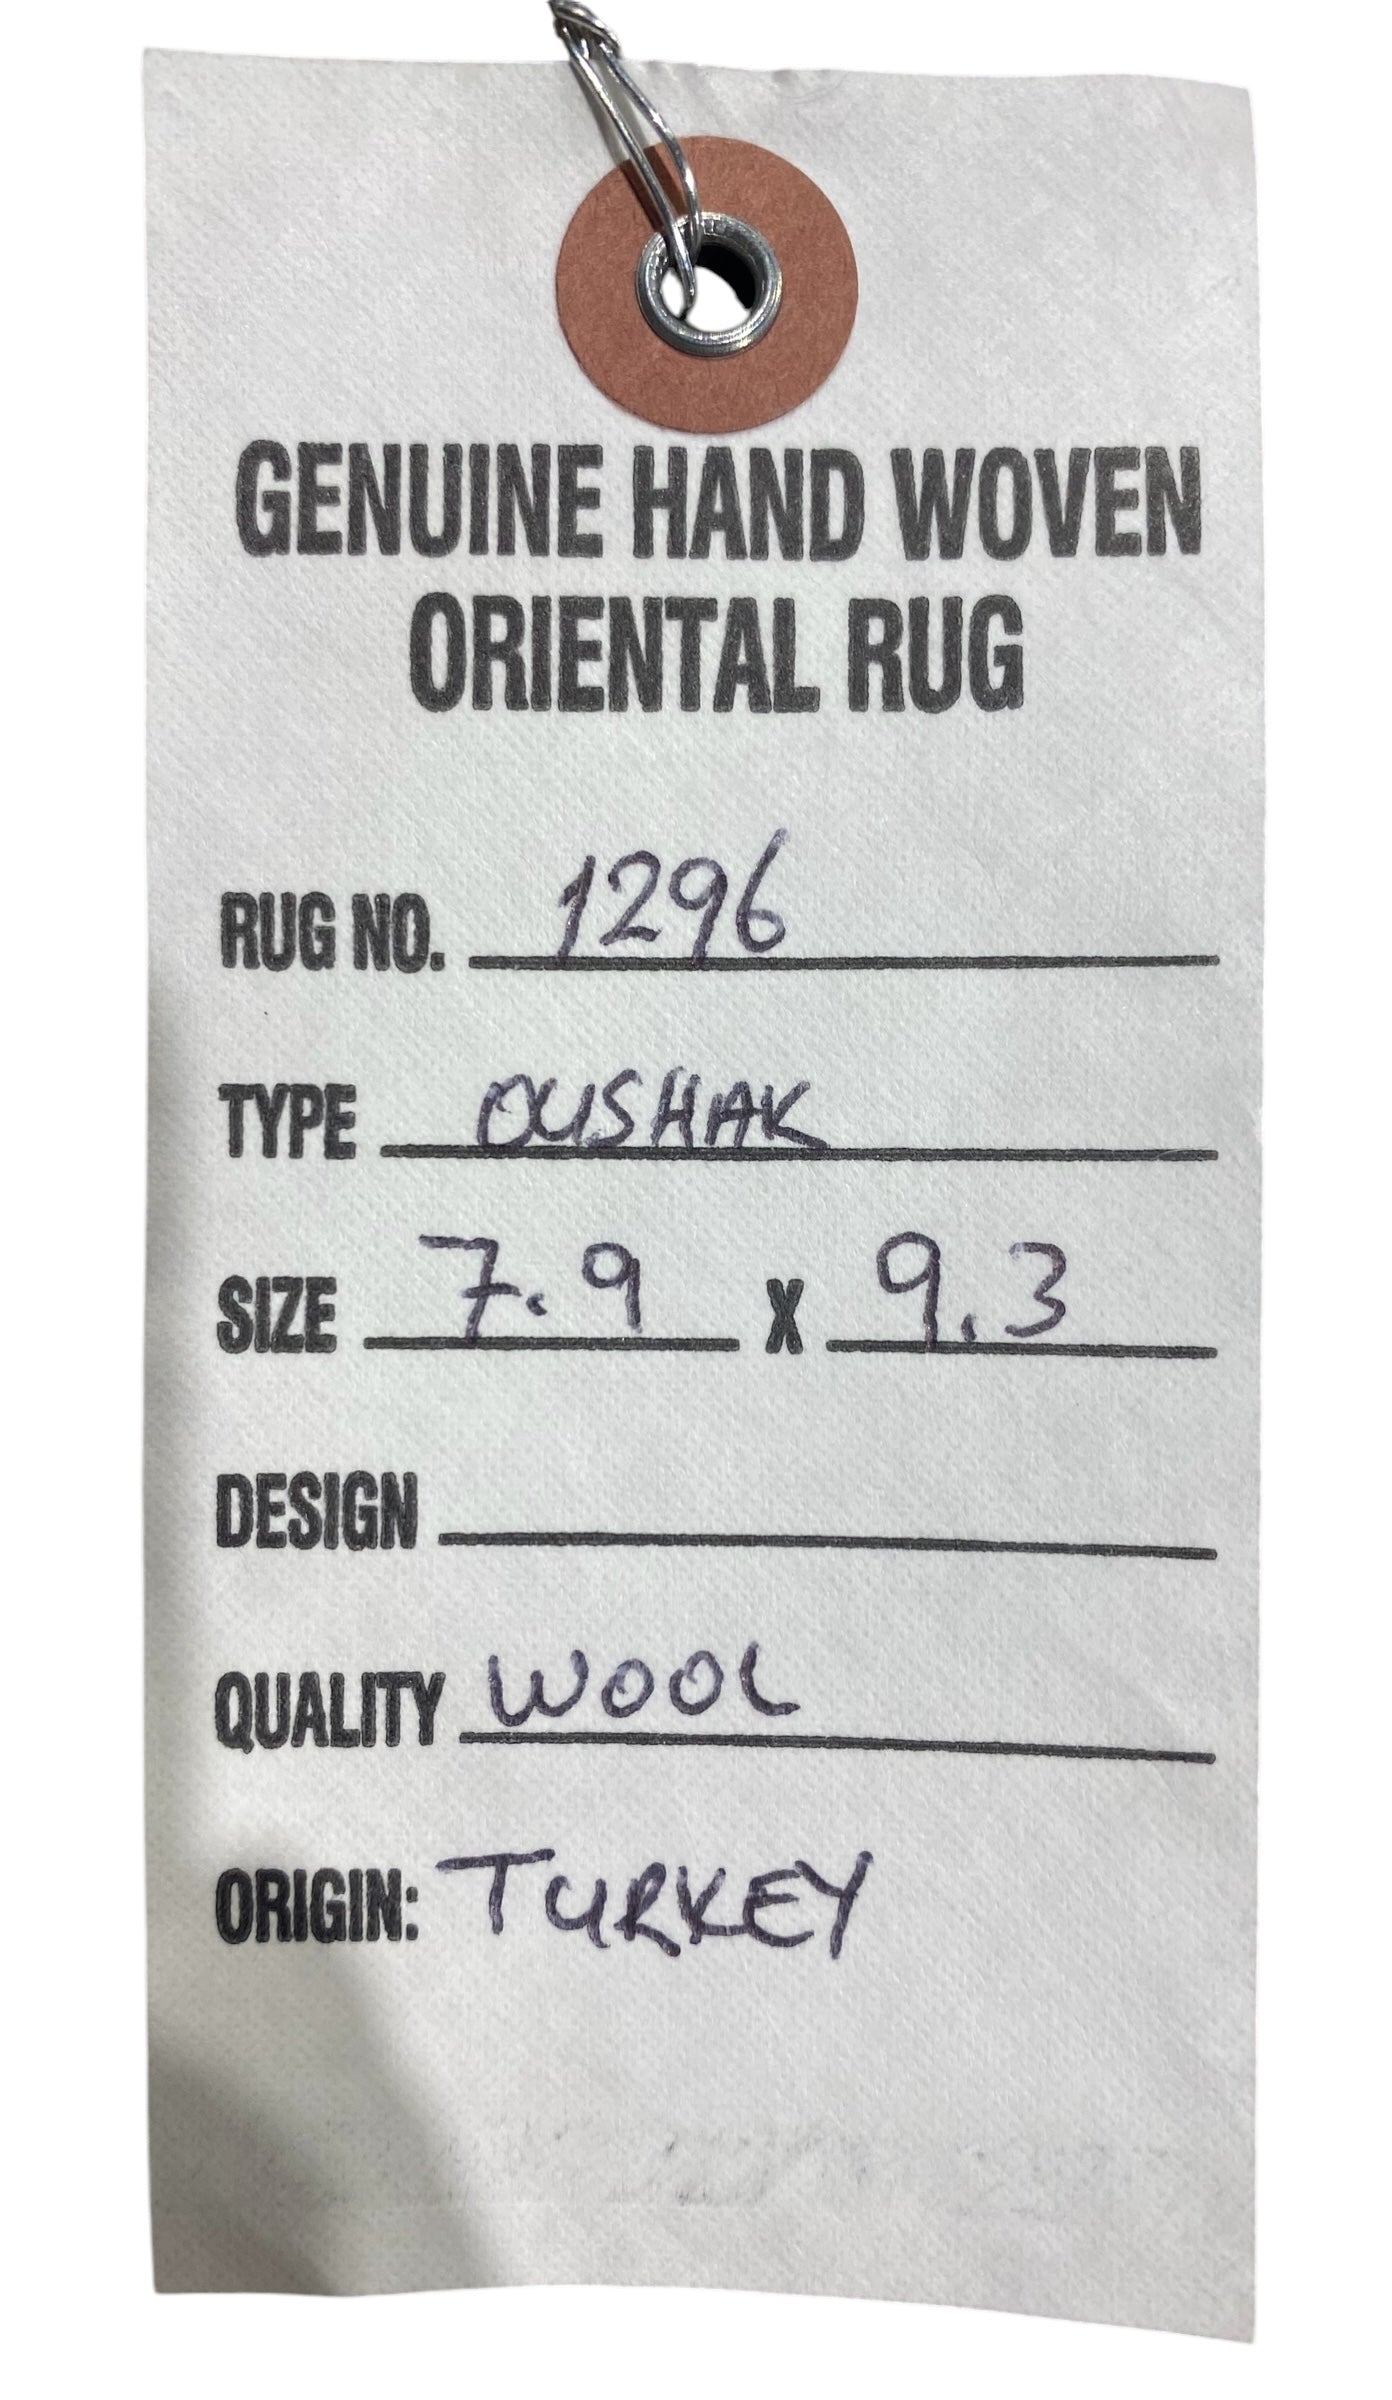 GENUINE HAND WOVEN
ORIENTAL RUG
RUG NO. 1296
TYPE OUSHAK
SIZE 7.9 X 9.3
DESIGN
QUALITY WOOL
ORIGIN: TURKEY